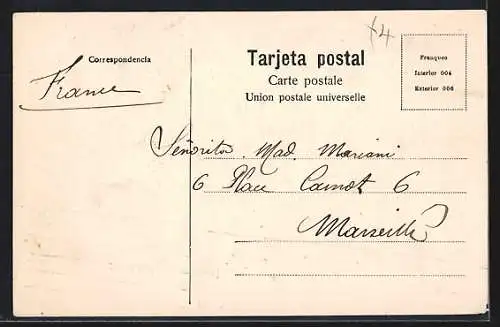 +4
Correspondencia
Tarjeta postal
Carte postale
Union postale universelle
Franqueo
Interior 004
Exterior 006
France
Señorita Mad. Mariani
6 Place Carnot 6
Marseille